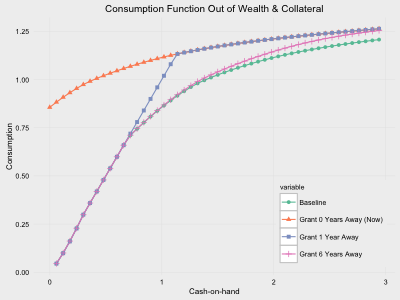 Consumption Function Out of Wealth & Collateral
1.25
1.00
0.75
0.50
0.25
0.00
Consumption
0
1
2
3
Cash-on-hand
variable
Baseline
Grant 0 Years Away (Now)
Grant 1 Year Away
Grant 6 Years Away